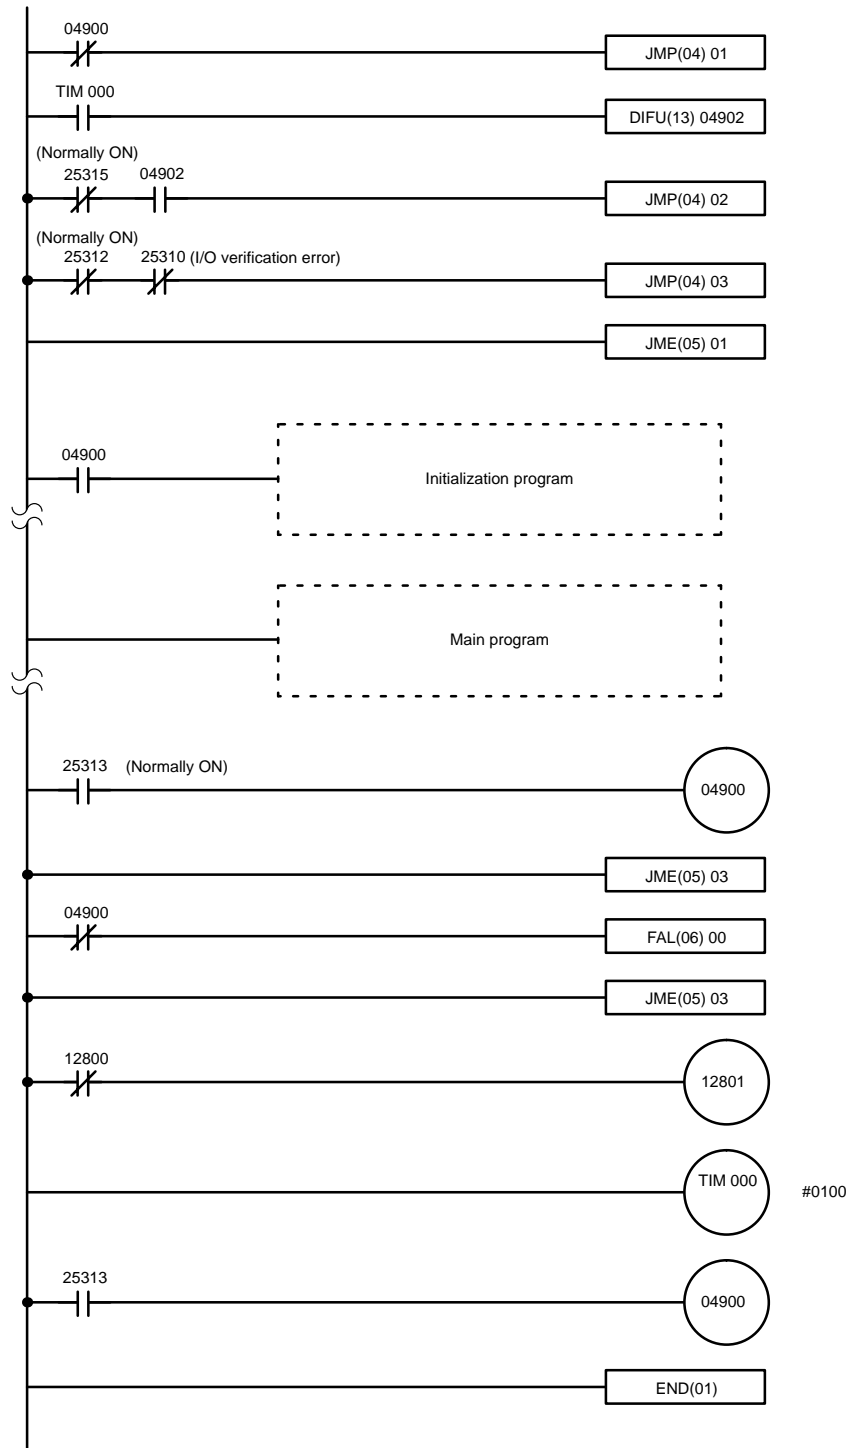 04900
JMP(04) 01
TIM 000
DIFU(13) 04902
(Normally ON)
25315 04902
JMP(04) 02
(Normally ON)
25312 25310 (I/O verification error)
JMP(04) 03
JME(05) 01
04900
Initialization program
Main program
25313 (Normally ON)
04900
JME(05) 03
04900
FAL(06) 00
JME(05) 03
12800
12801
TIM 000
#0100
25313
04900
END(01)